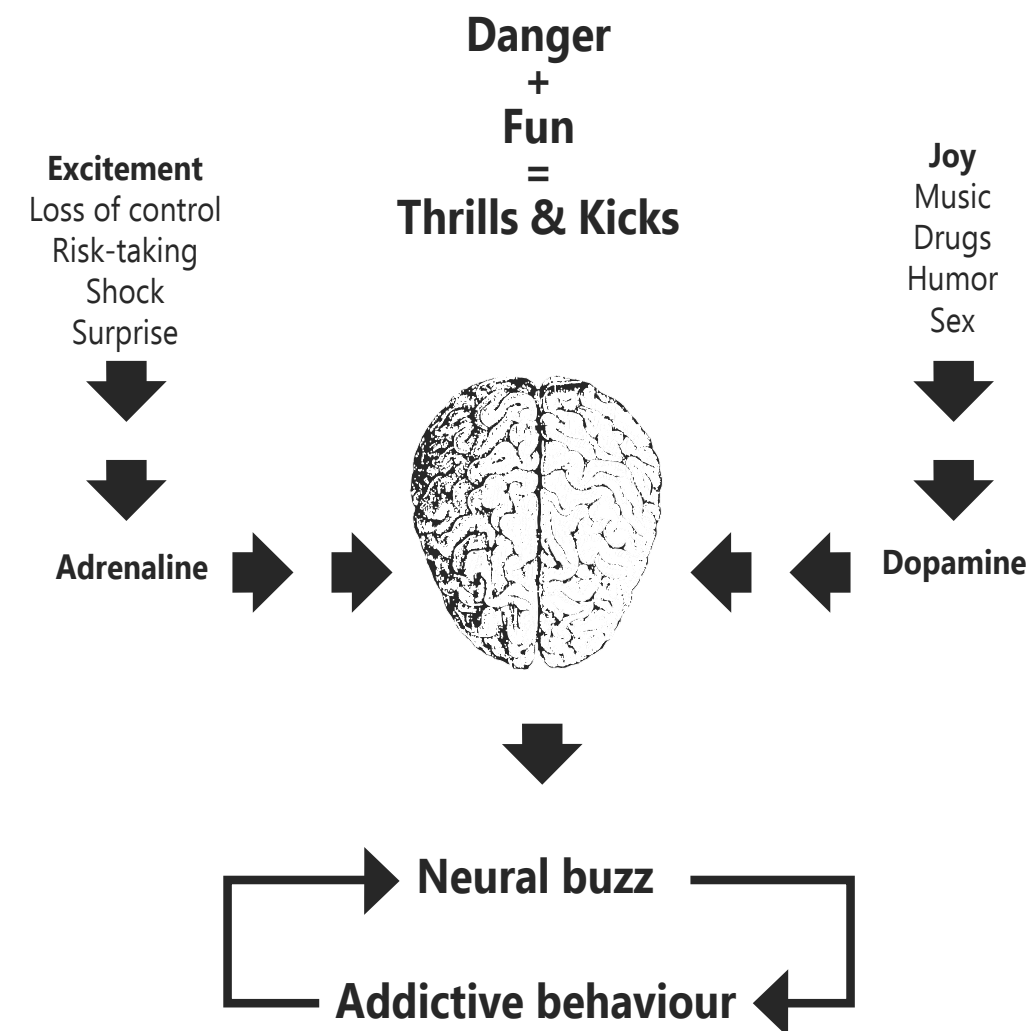 Danger
+
Fun
=
Thrills & Kicks
Excitement
Loss of control
Risk-taking
Shock
Surprise
Joy
Music
Drugs
Humor
Sex
Adrenaline
Dopamine
Neural buzz
Addictive behaviour